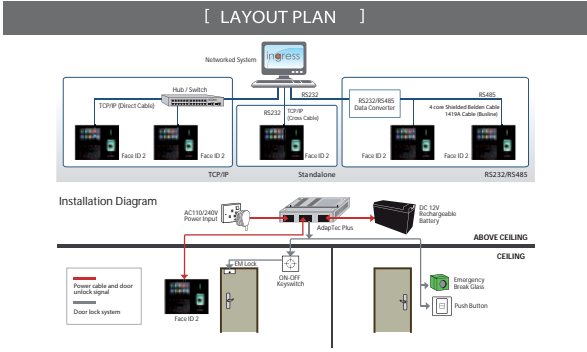 [ LAYOUT PLAN ]
Networked System
ingress
Hub / Switch
TCP/IP (Direct Cable)
RS232
TCP/IP
(Cross Cable)
RS232
RS232/RS485
Data Converter
RS485
4 core Shielded Belden Cable
1419A Cable (Busline)
Face ID 2
Face ID 2
Face ID 2
Face ID 2
Face ID 2
TCP/IP
Standalone
RS232/RS485
Installation Diagram
AC110/240V
Power Input
AdapTec Plus
DC 12V
Rechargeable
Battery
ABOVE CEILING
CEILING
EM Lock
ON-OFF
Keyswitch
Power cable and door
unlock signal
Door lock system
Face ID 2
Emergency
Break Glass
Push Button